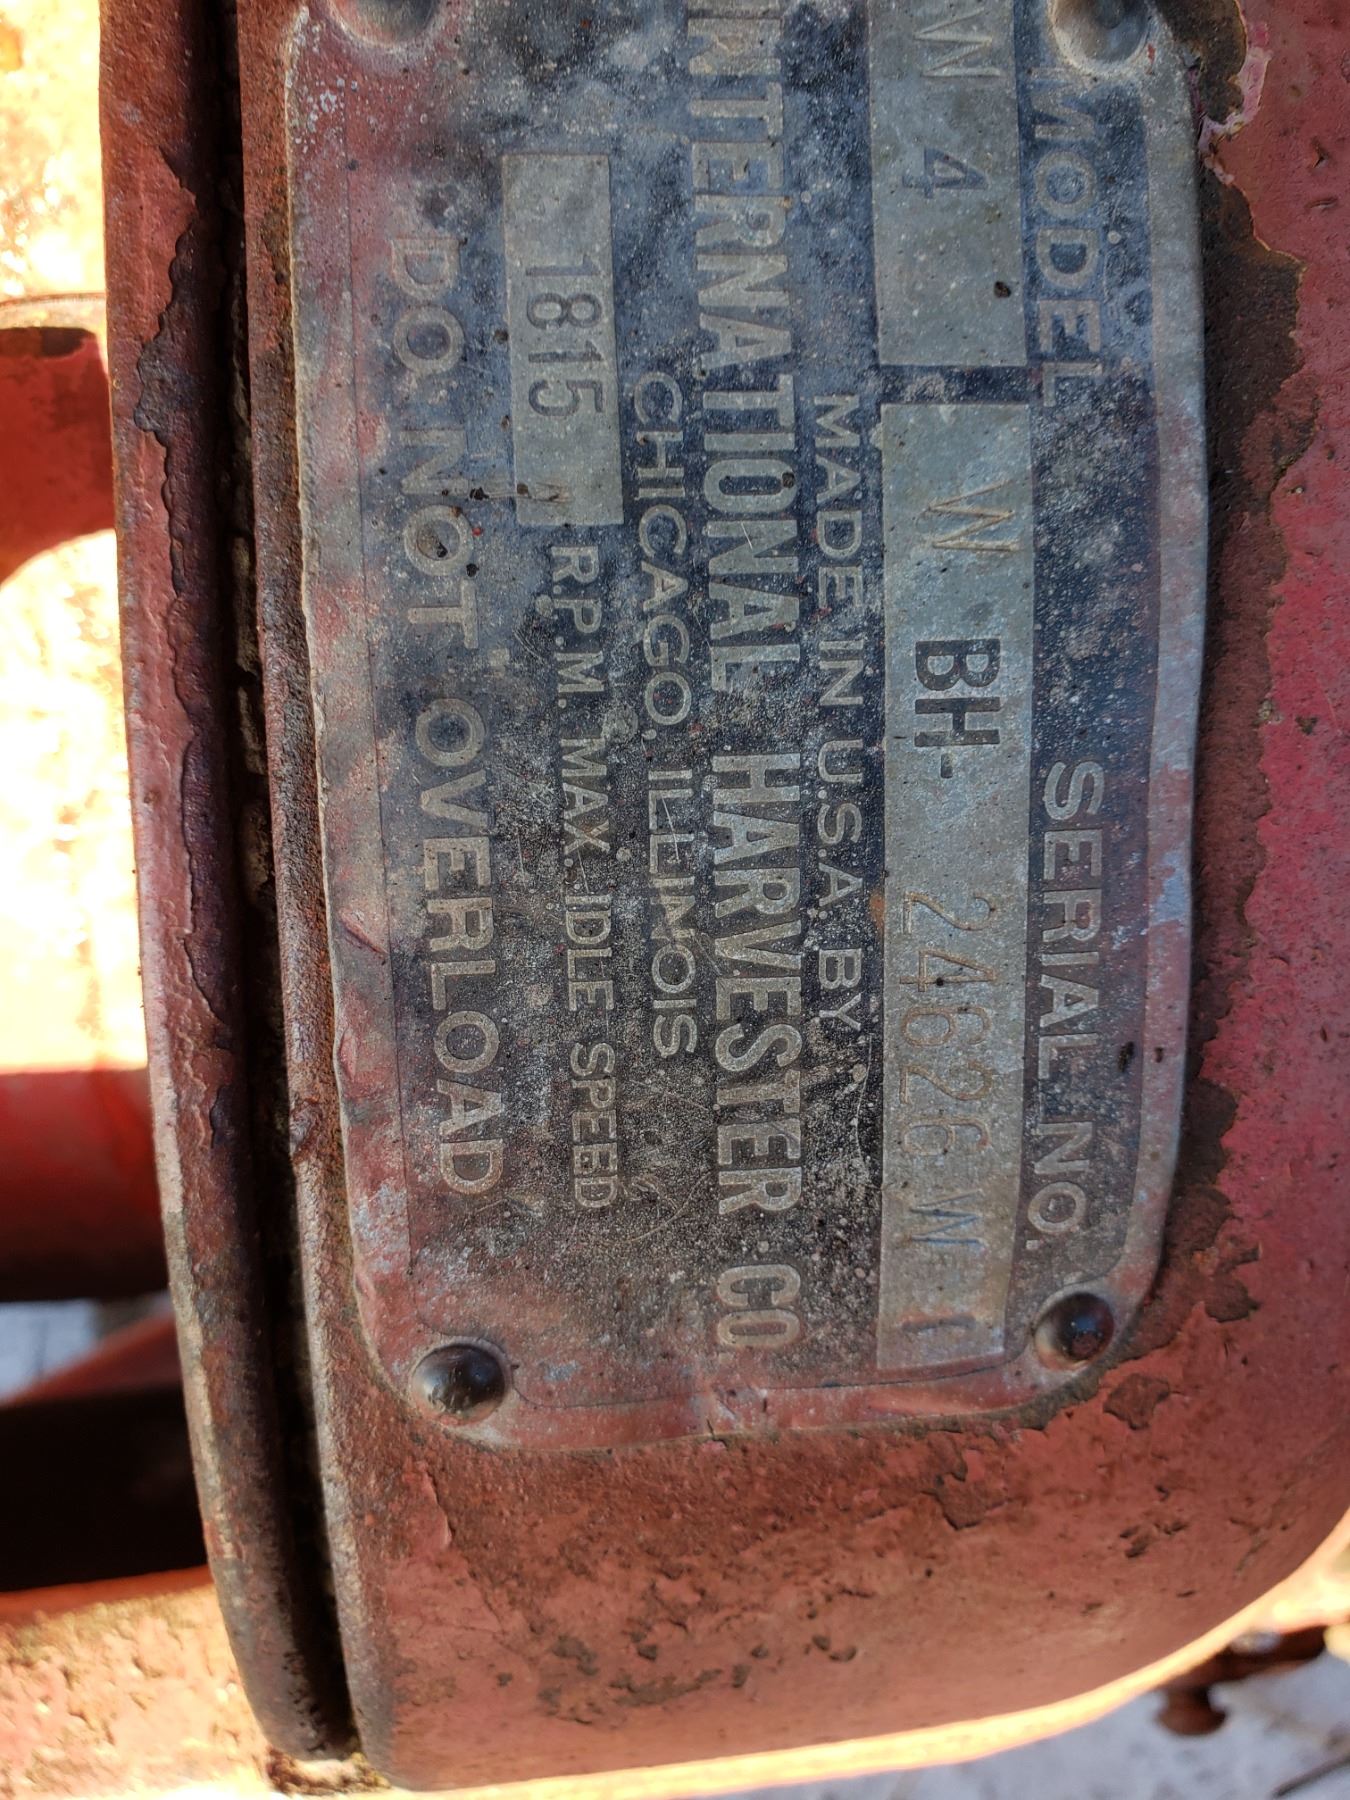 MODEL SERIAL NO.
W 4 W BH- 24626 W 1
MADE IN U.S.A. BY
INTERNATIONAL HARVESTER CO.
CHICAGO, ILLINOIS
1815 R.P.M. MAX. IDLE SPEED
DO NOT OVERLOAD